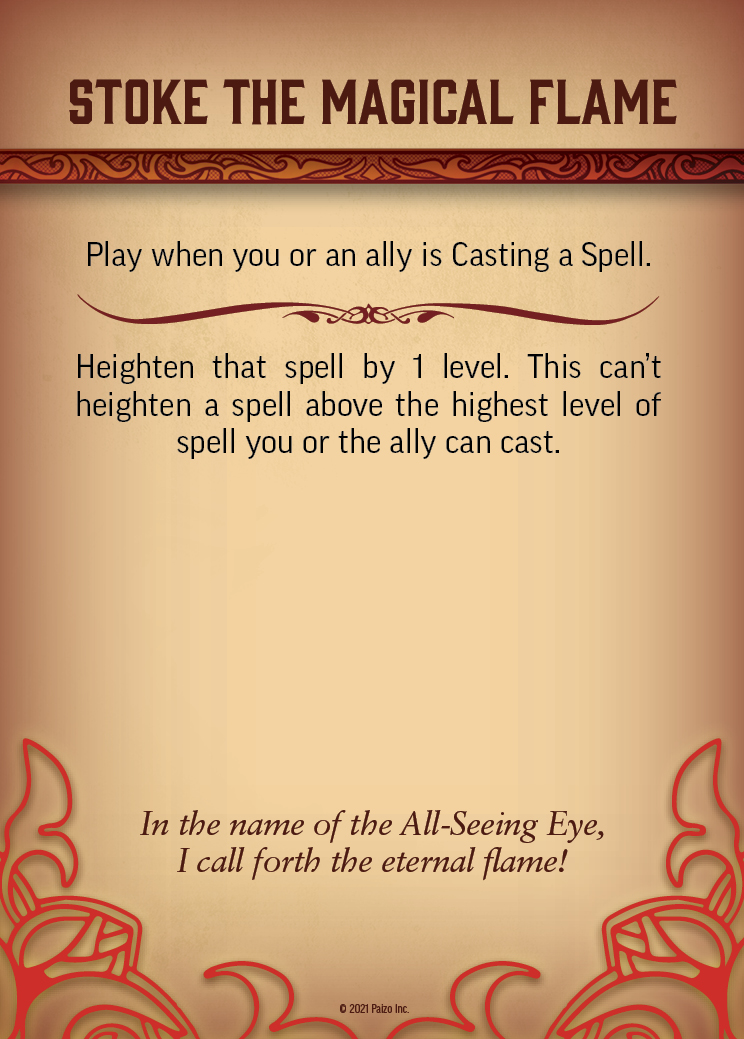 STOKE THE MAGICAL FLAME
Play when you or an ally is Casting a Spell.
Heighten that spell by 1 level. This can’t
heighten a spell above the highest level of
spell you or the ally can cast.
In the name of the All-Seeing Eye,
I call forth the eternal flame!
© 2021 Paizo Inc.